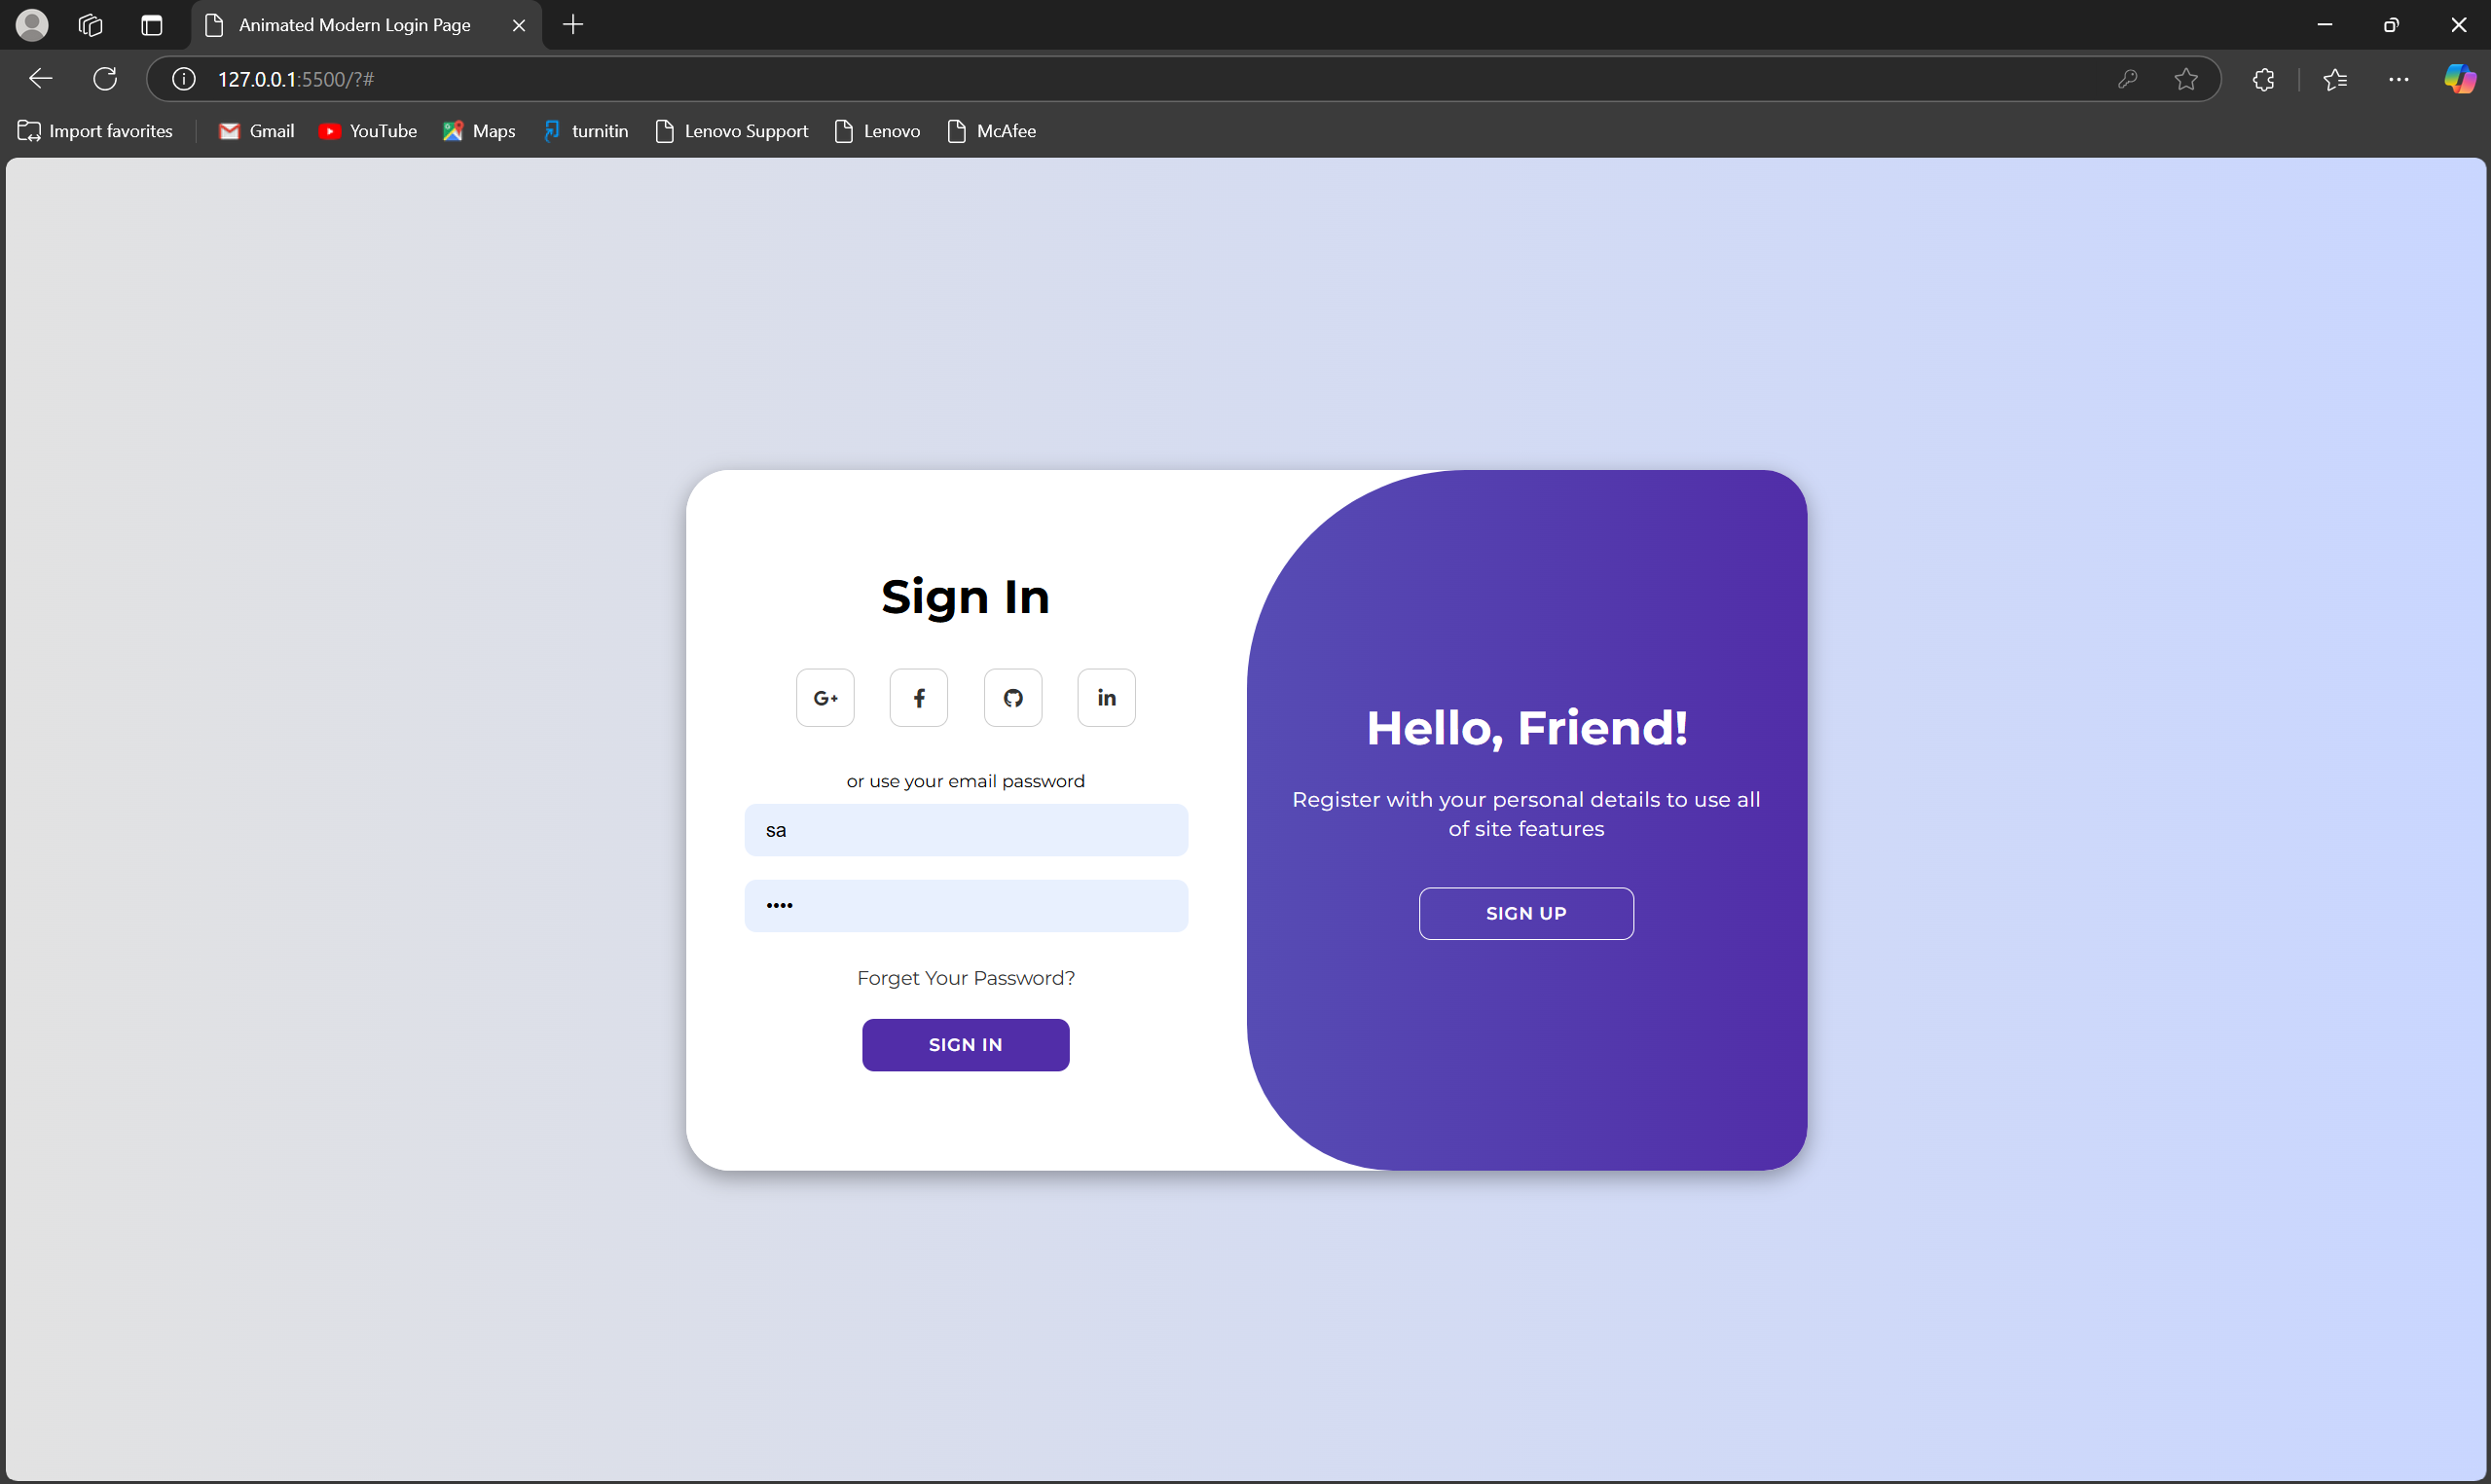 Animated Modern Login Page
127.0.0.1:5500/?#
Import favorites
Gmail
YouTube
Maps
turnitin
Lenovo Support
Lenovo
McAfee
Sign In
G+
f
in
or use your email password
sa
••••
Forget Your Password?
SIGN IN
Hello, Friend!
Register with your personal details to use all
of site features
SIGN UP